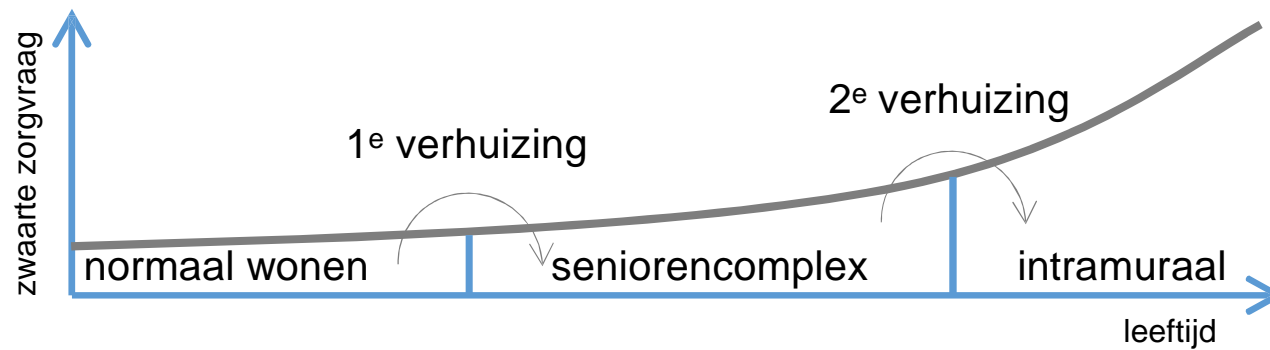 zwaarte zorgvraag
2e verhuizing
1e verhuizing
normaal wonen
seniorencomplex
intramuraal
leeftijd